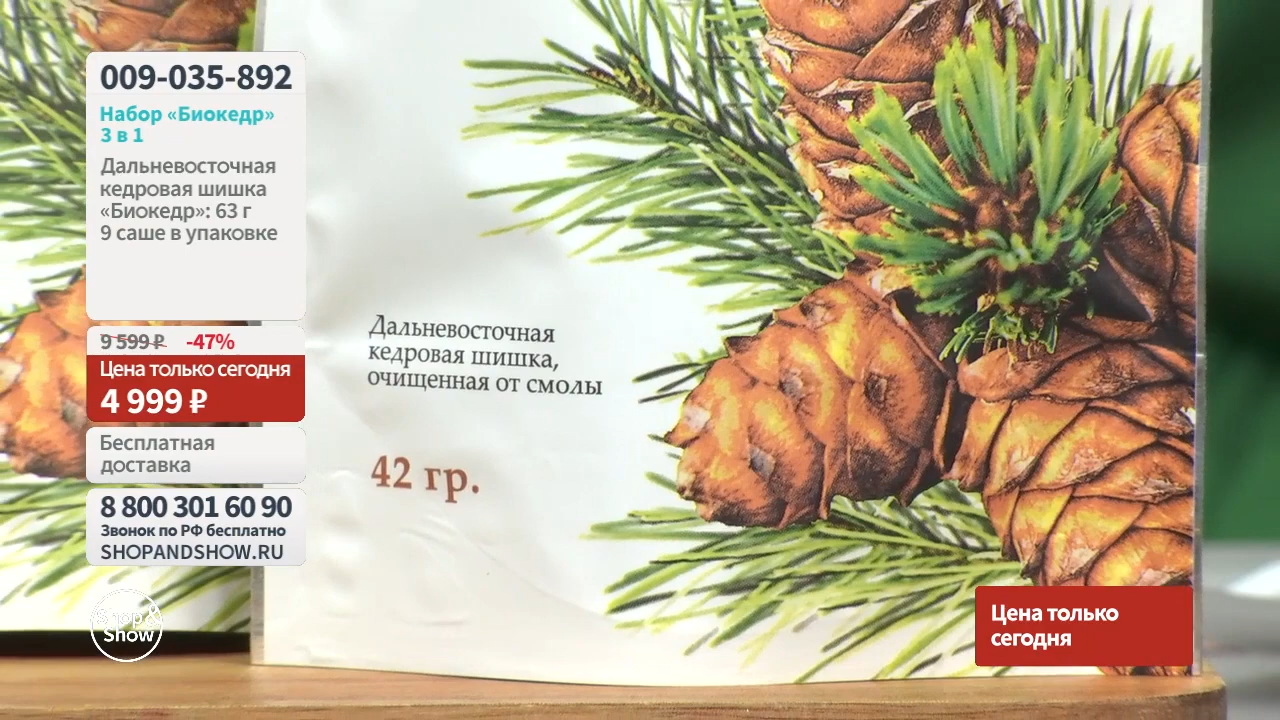 009-035-892
Набор «Биокедр»
3 в 1
Дальневосточная
кедровая шишка
«Биокедр»: 63 г
9 саше в упаковке
9 599 ₽ -47%
Цена только сегодня
4 999 ₽
Бесплатная
доставка
8 800 301 60 90
Звонок по РФ бесплатно
SHOPANDSHOW.RU
Shop &
Show
Дальневосточная
кедровая шишка,
очищенная от смолы
42 гр.
Цена только
сегодня